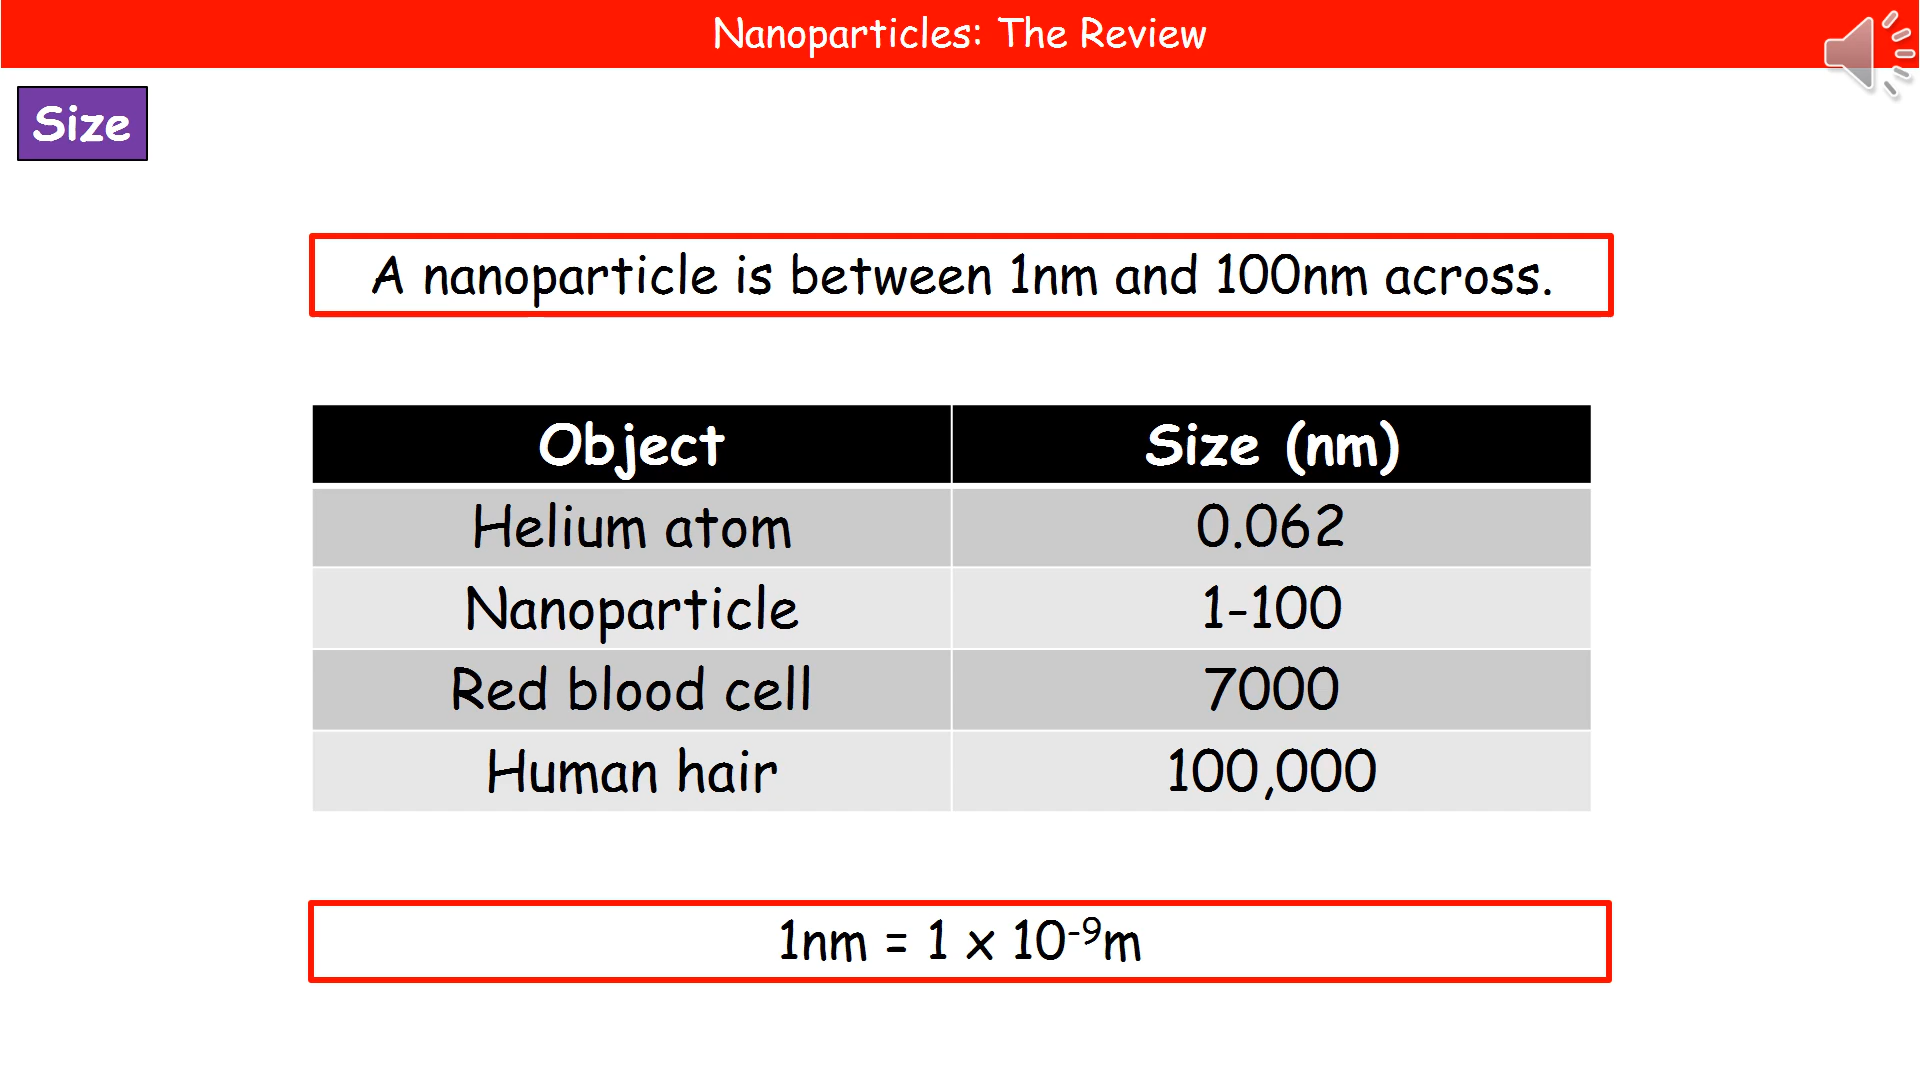 Nanoparticles: The Review
Size
A nanoparticle is between 1nm and 100nm across.
Object Size (nm)
Helium atom 0.062
Nanoparticle 1-100
Red blood cell 7000
Human hair 100,000
1nm = 1 x 10⁻⁹m